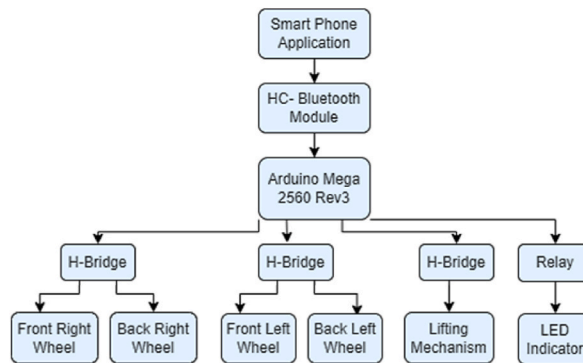 Smart Phone
Application
HC- Bluetooth
Module
Arduino Mega
2560 Rev3
H-Bridge
H-Bridge
H-Bridge
Relay
Front Right
Wheel
Back Right
Wheel
Front Left
Wheel
Back Left
Wheel
Lifting
Mechanism
LED
Indicator